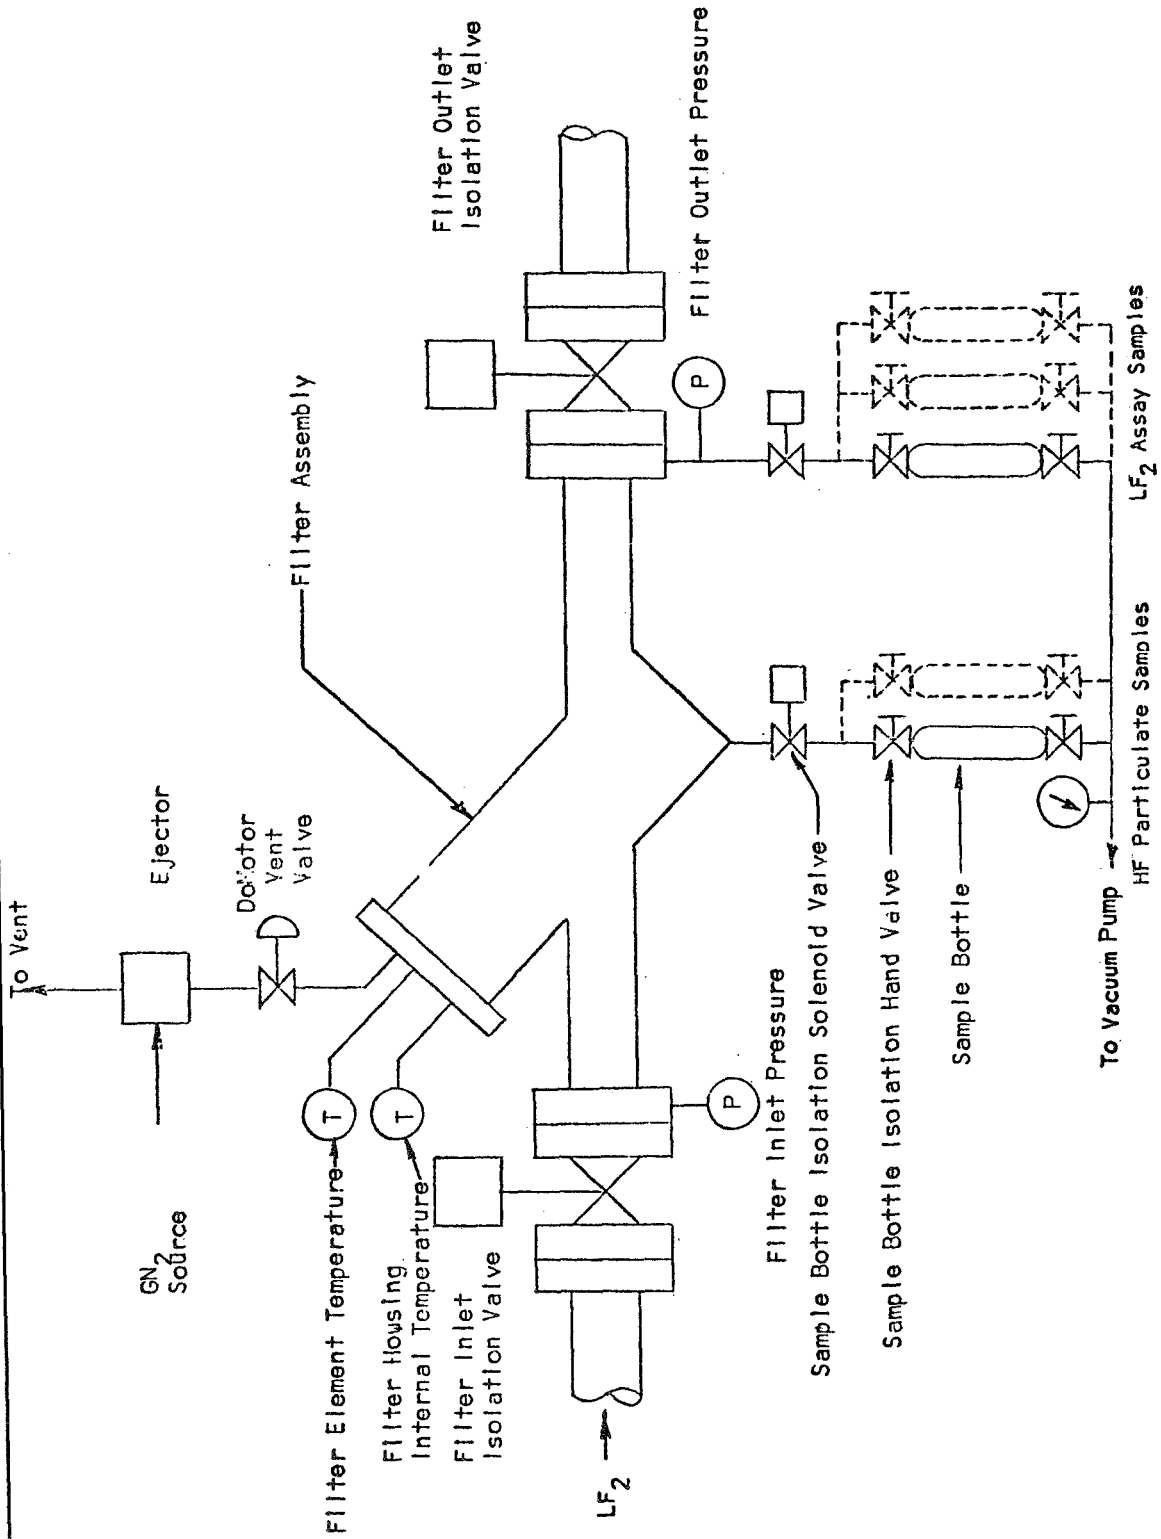 To Vent
Ejector
DoMotor
Vent
Valve
GN2
Source
Filter Assembly
Filter Outlet
Isolation Valve
Filter Outlet Pressure
T
T
P
P
Filter Element Temperature
Filter Housing
Internal Temperature
Filter Inlet
Isolation Valve
LF2
Filter Inlet Pressure
Sample Bottle Isolation Solenoid Valve
Sample Bottle Isolation Hand Valve
Sample Bottle
To Vacuum Pump
HF Particulate Samples
LF2 Assay Samples